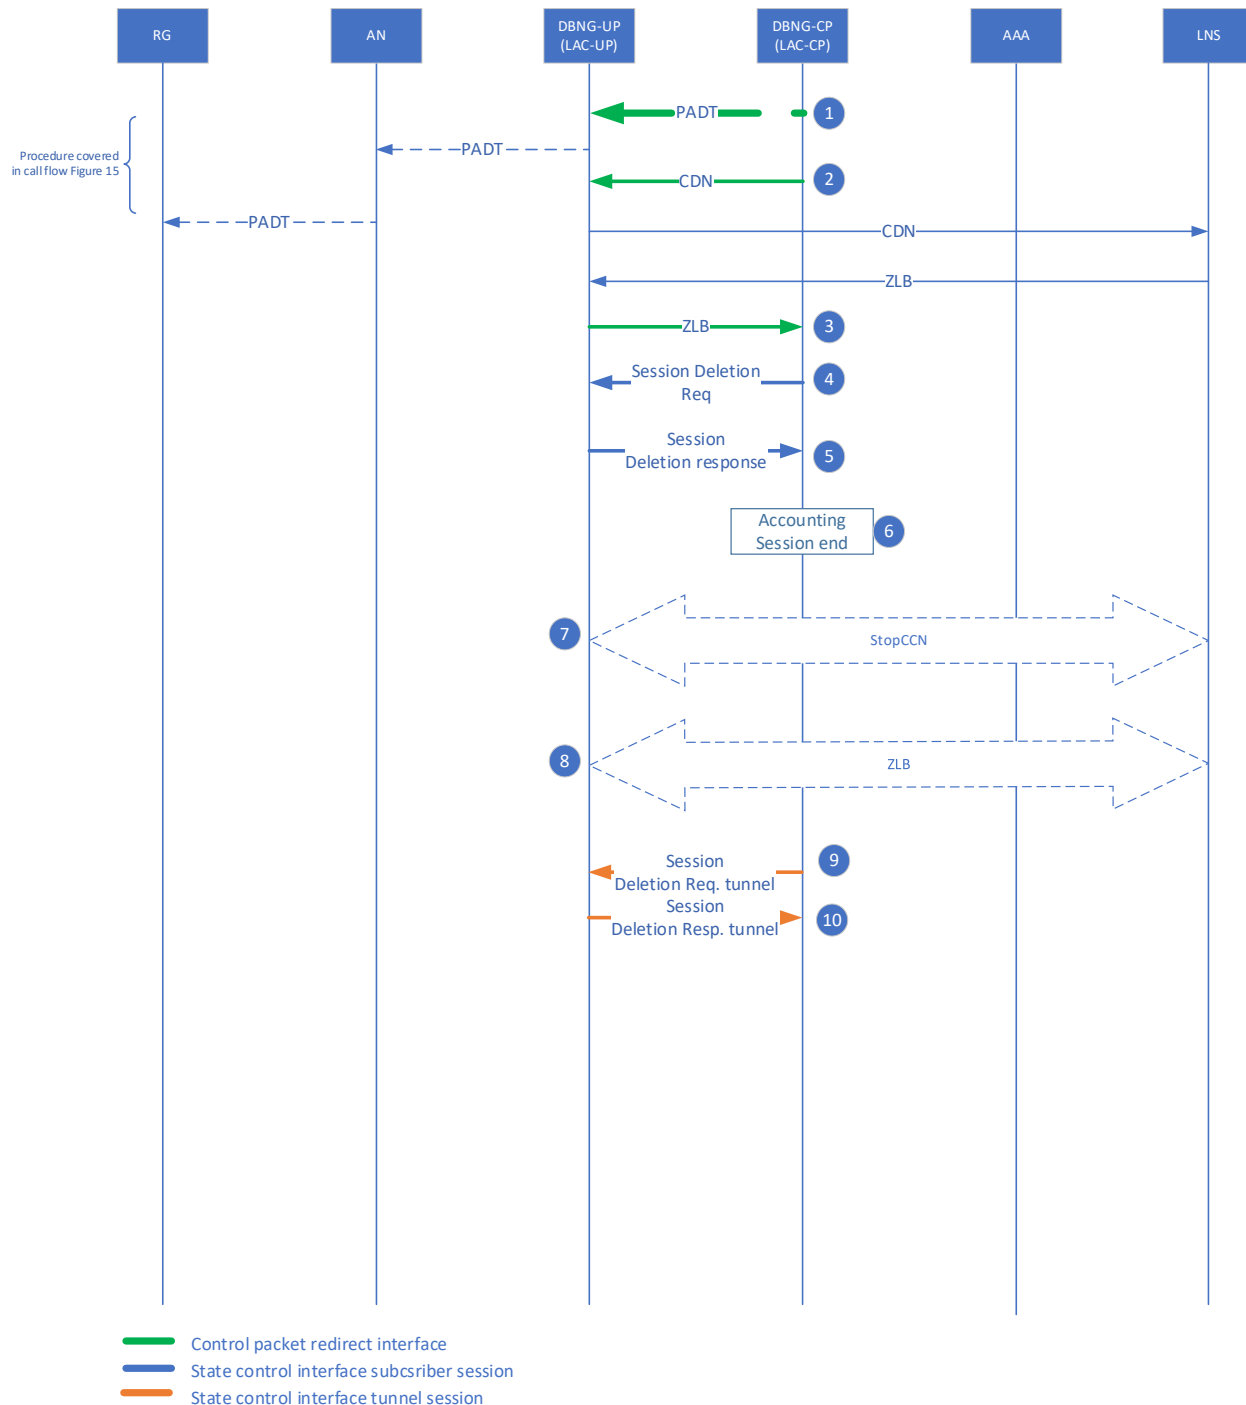 RG
AN
DBNG-UP
(LAC-UP)
DBNG-CP
(LAC-CP)
AAA
LNS
PADT
1
Procedure covered
in call flow Figure 15
PADT
CDN
2
PADT
CDN
ZLB
ZLB
3
Session Deletion
Req
4
Session
Deletion response
5
Accounting
Session end
6
7
StopCCN
8
ZLB
Session
Deletion Req. tunnel
9
Session
Deletion Resp. tunnel
10
Control packet redirect interface
State control interface subcsriber session
State control interface tunnel session